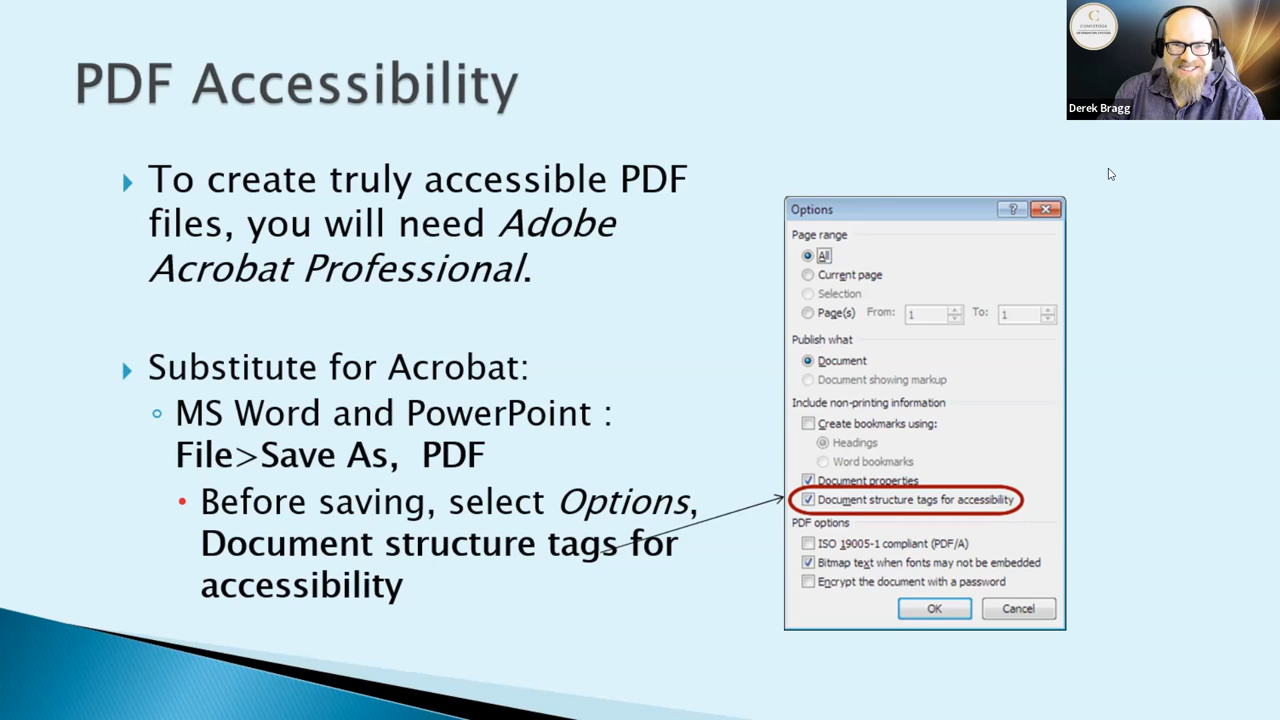 PDF Accessibility
To create truly accessible PDF
files, you will need Adobe
Acrobat Professional.
Substitute for Acrobat:
MS Word and PowerPoint :
File>Save As, PDF
Before saving, select Options,
Document structure tags for
accessibility
Options
Page range
All
Current page
Selection
Page(s) From: 1 To: 1
Publish what
Document
Document showing markup
Include non-printing information
Create bookmarks using:
Headings
Word bookmarks
Document properties
Document structure tags for accessibility
PDF options
ISO 19005-1 compliant (PDF/A)
Bitmap text when fonts may not be embedded
Encrypt the document with a password
OK Cancel
C
CONESTOGA
INFORMATION SYSTEMS
Derek Bragg